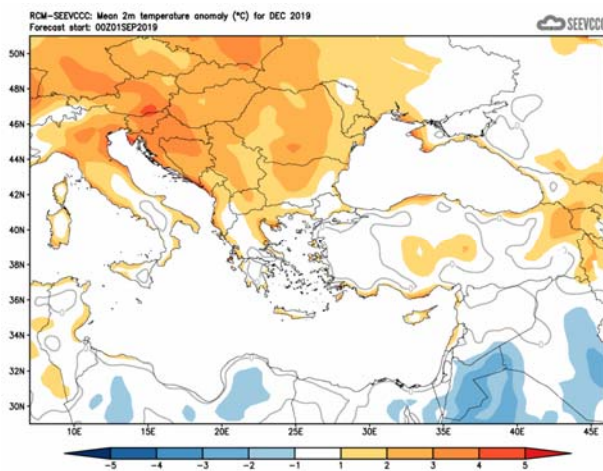 RCM-SEEVCCC: Mean 2m temperature anomaly (°C) for DEC 2019
Forecast start: 00Z01SEP2019
SEEVCCC
50N
48N
46N
44N
42N
40N
38N
36N
34N
32N
30N
10E 15E 20E 25E 30E 35E 40E 45E
-5 -4 -3 -2 -1 1 2 3 4 5